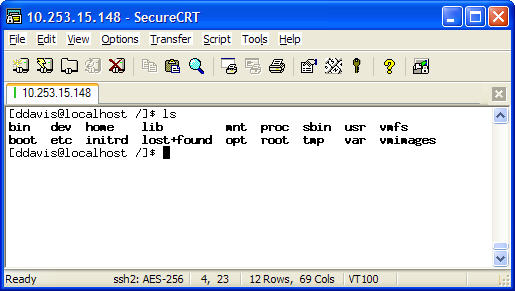 10.253.15.148 - SecureCRT
File Edit View Options Transfer Script Tools Help
10.253.15.148
[ddavis@localhost /]$ ls
bin dev home lib mnt proc sbin usr vmfs
boot etc initrd lost+found opt root tmp var vmimages
[ddavis@localhost /]$
Ready ssh2: AES-256 4, 23 12 Rows, 69 Cols VT100